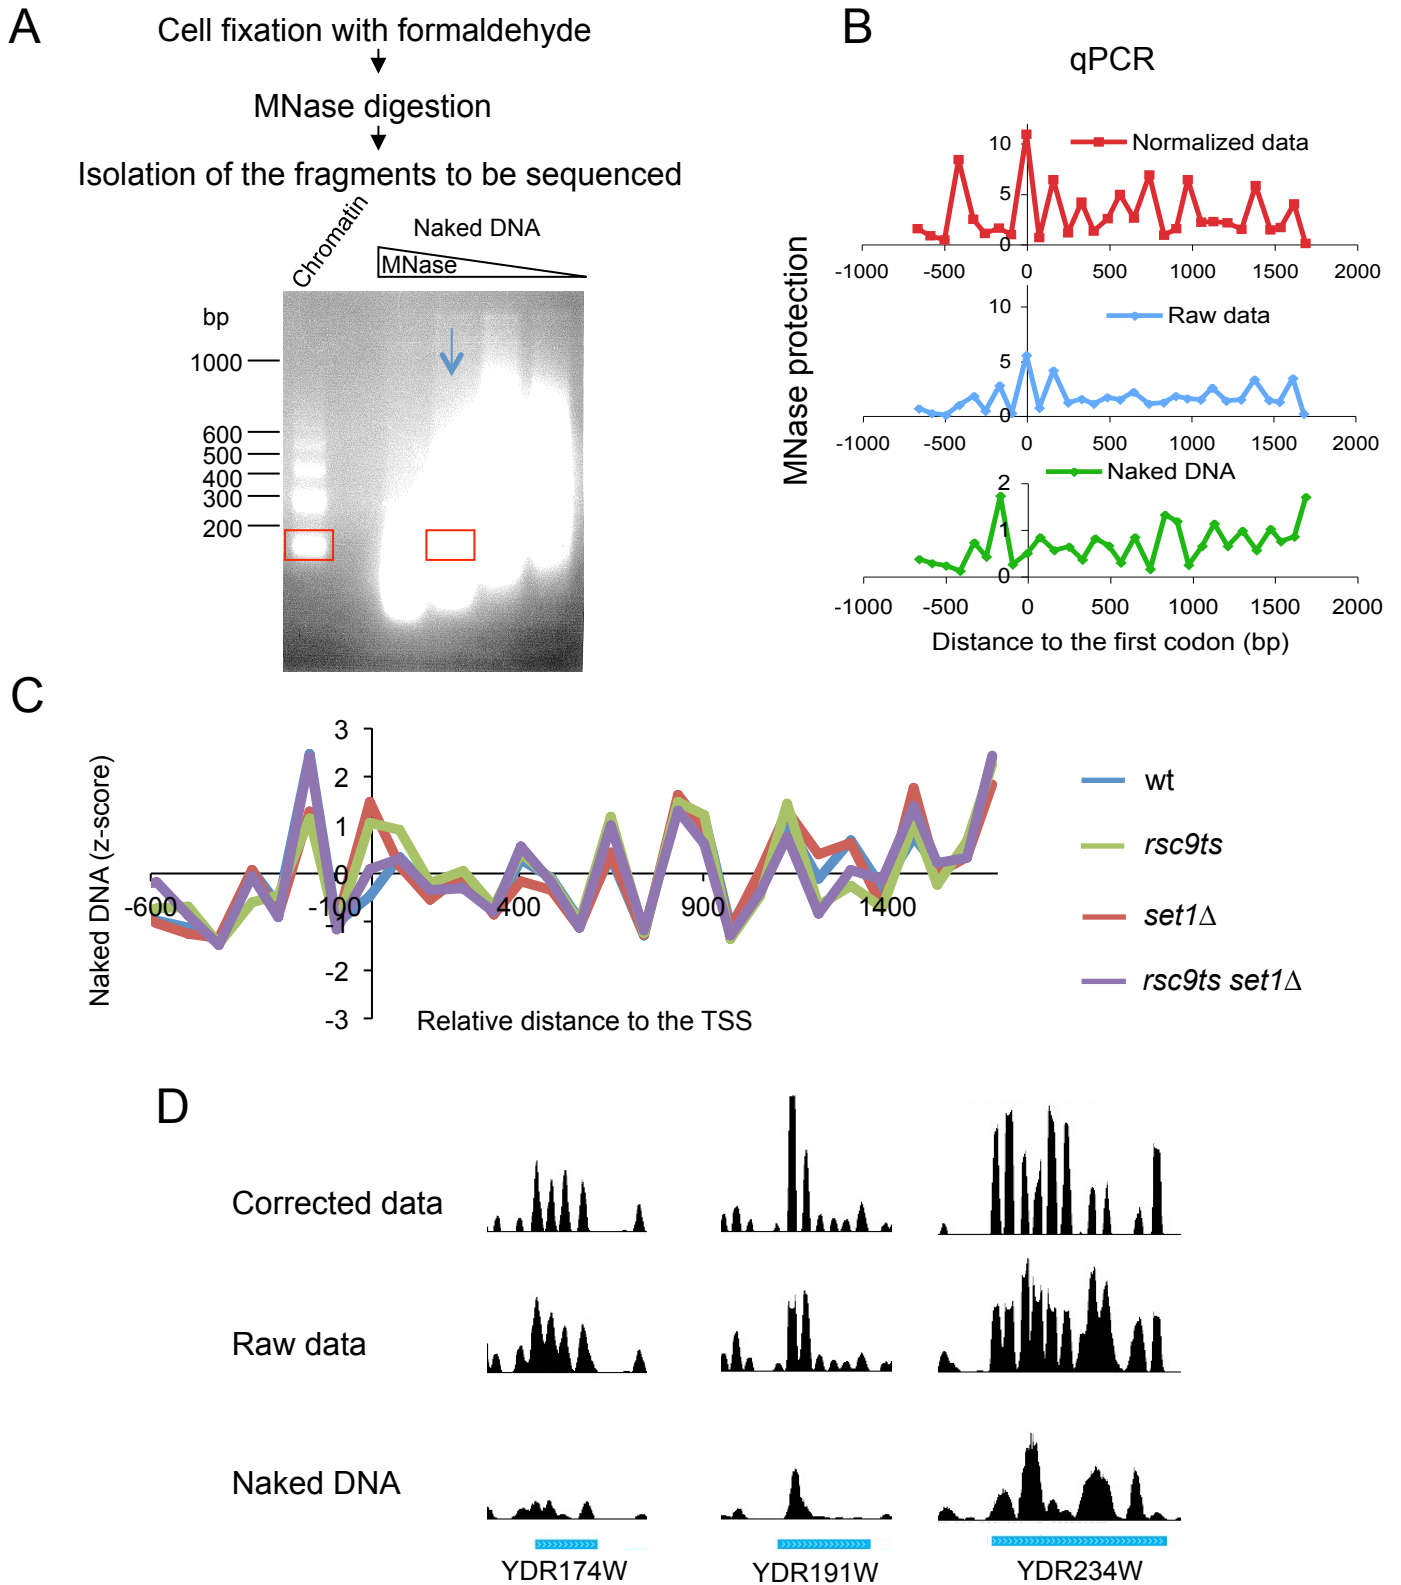 A
Cell fixation with formaldehyde
MNase digestion
Isolation of the fragments to be sequenced
Chromatin
Naked DNA
MNase
bp
1000
600
500
400
300
200
B
qPCR
MNase protection
Normalized data
10
5
0
-1000 -500 0 500 1000 1500 2000
Raw data
10
5
0
-1000 -500 0 500 1000 1500 2000
Naked DNA
2
1
0
-1000 -500 0 500 1000 1500 2000
Distance to the first codon (bp)
C
Naked DNA (z-score)
3
2
1
0
-600 -100 400 900 1400
-1
-2
-3
Relative distance to the TSS
wt
rsc9ts
set1Δ
rsc9ts set1Δ
D
Corrected data
Raw data
Naked DNA
YDR174W YDR191W YDR234W